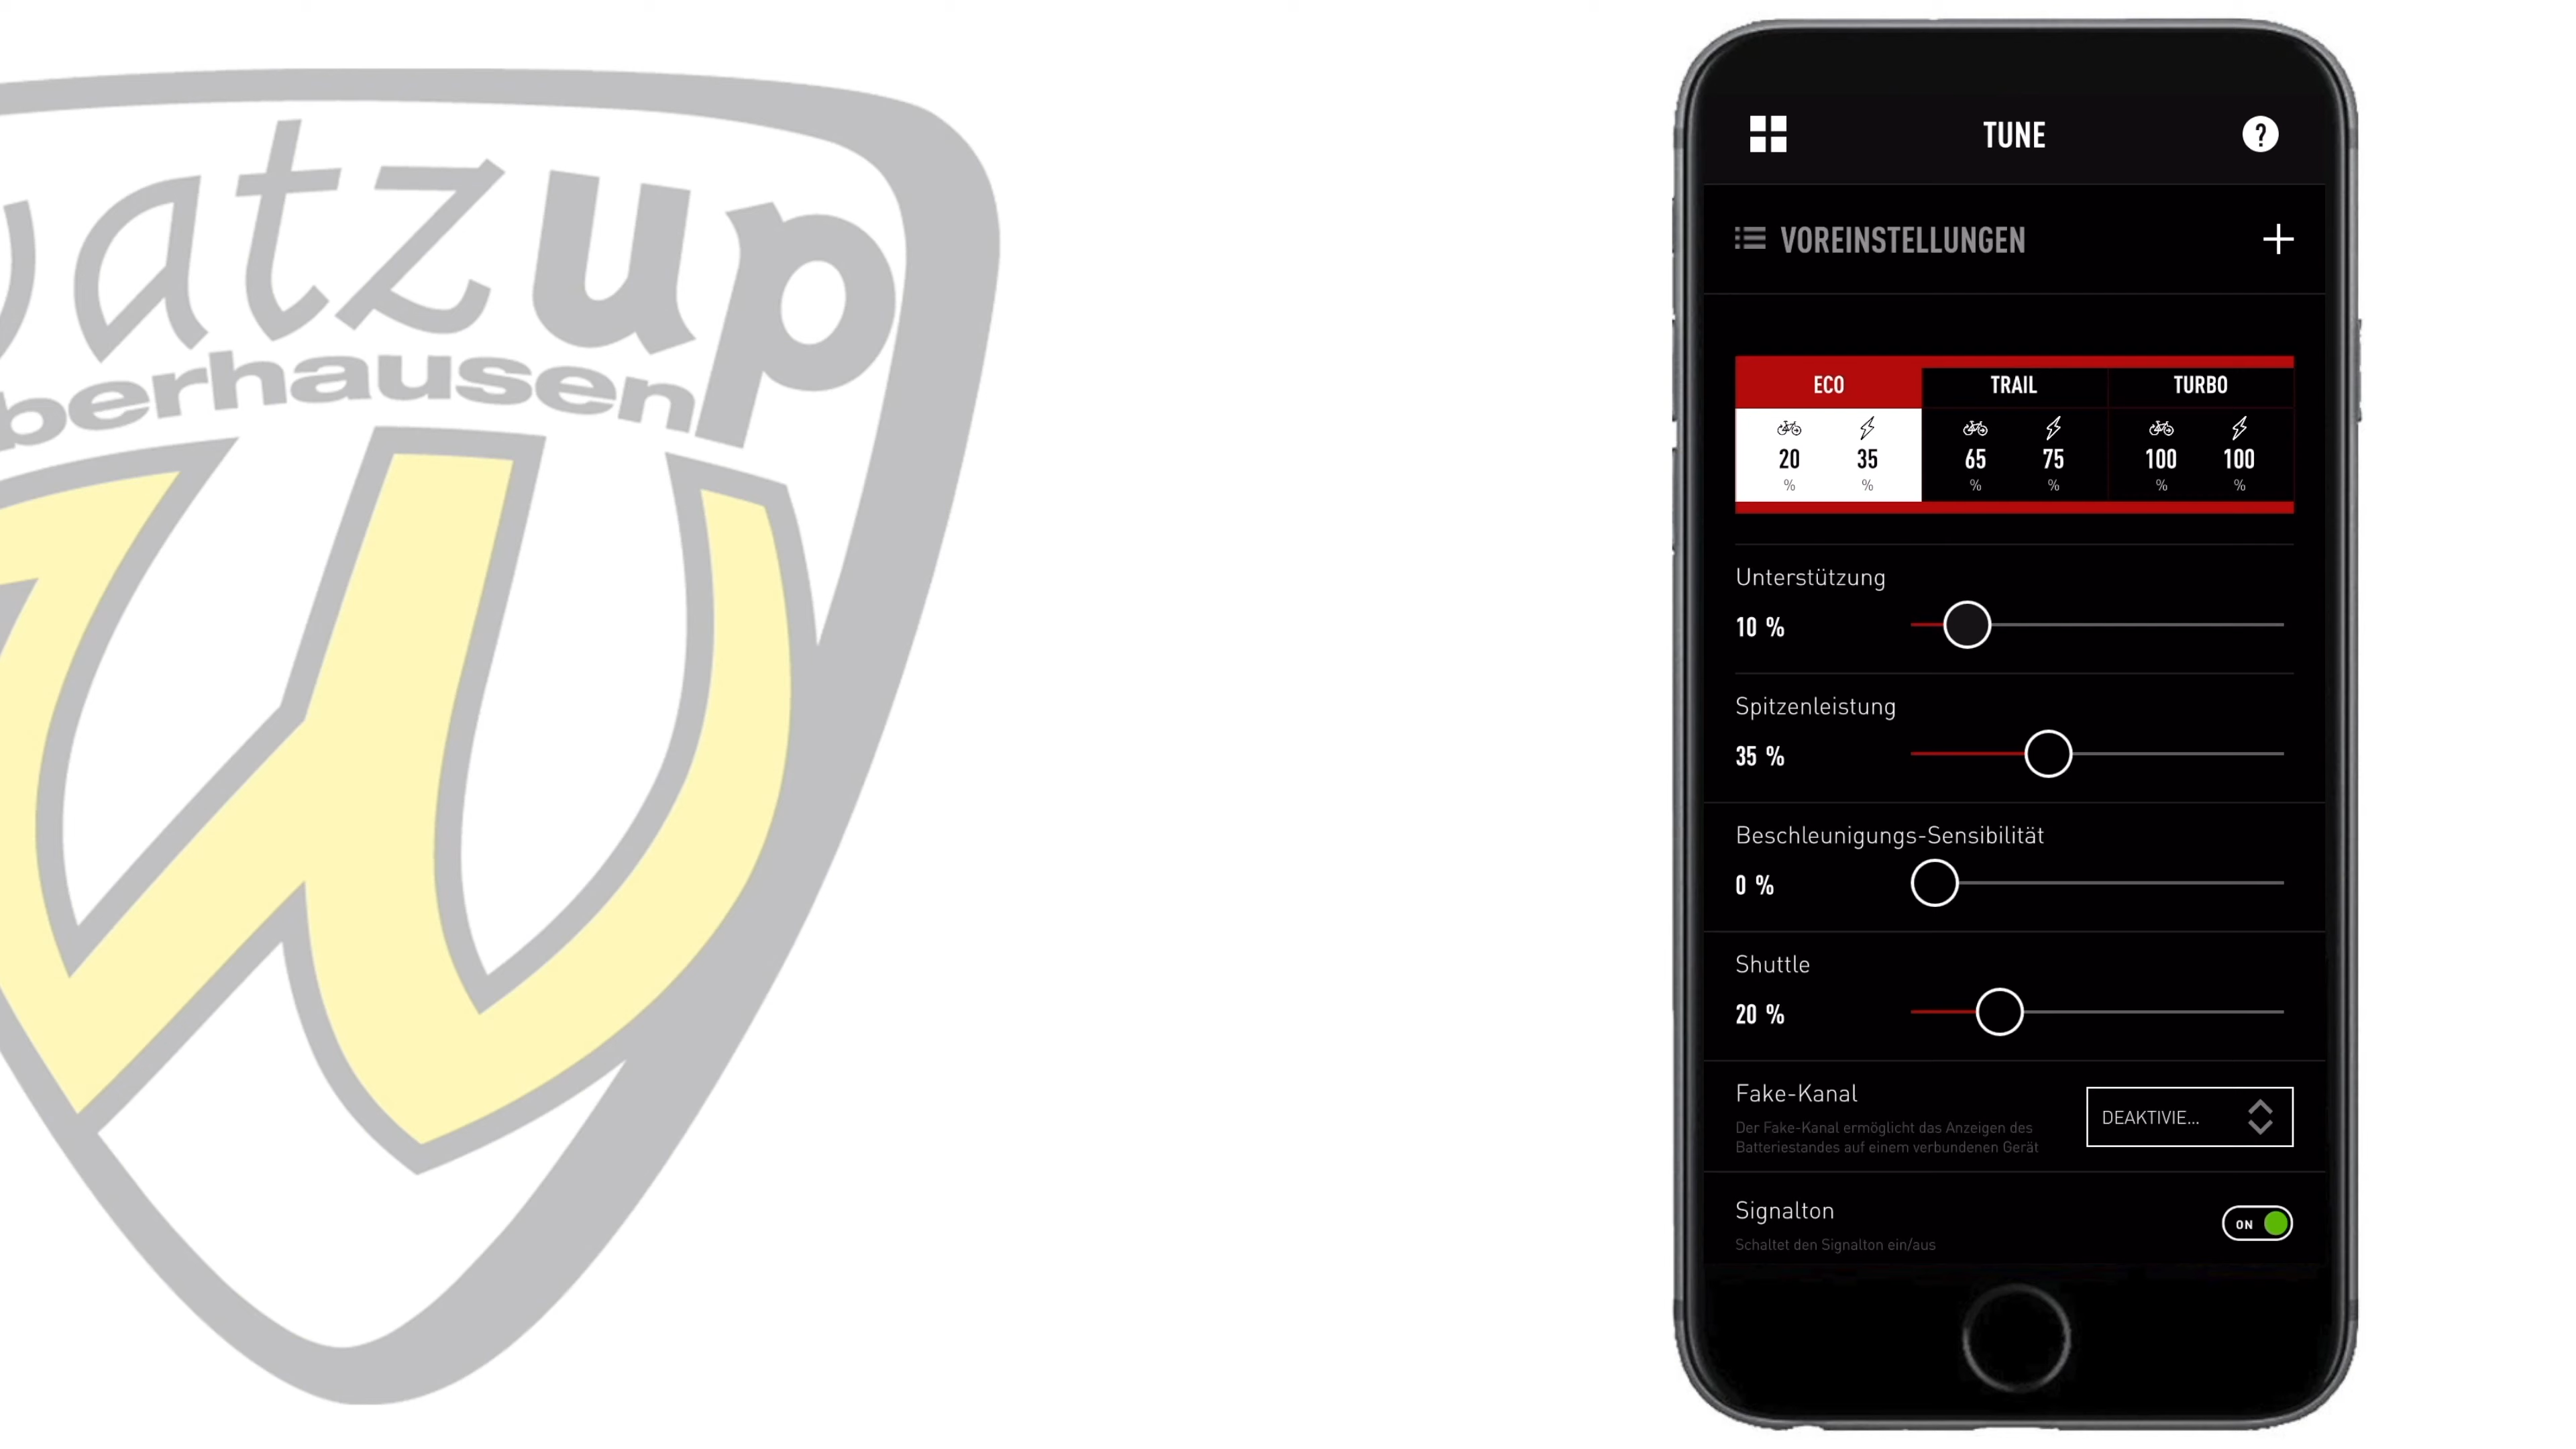 watzup
berhausen
TUNE
?
VOREINSTELLUNGEN
ECO TRAIL TURBO
20 35 65 75 100 100
% % % % % %
Unterstützung
10 %
Spitzenleistung
35 %
Beschleunigungs-Sensibilität
0 %
Shuttle
20 %
Fake-Kanal
DEAKTIVIE...
Der Fake-Kanal ermöglicht das Anzeigen des
Batteriestandes auf einem verbundenen Gerät
Signalton
ON
Schaltet den Signalton ein/aus